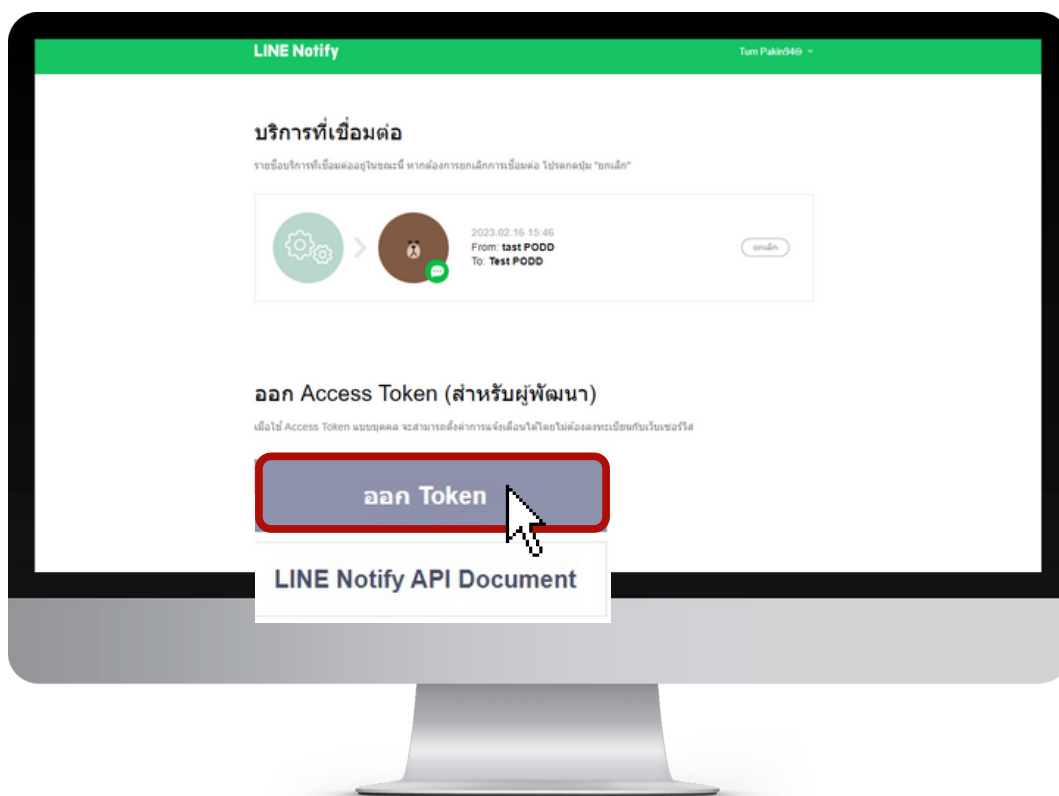 LINE Notify
Tum Pakin94㊞
บริการที่เชื่อมต่อ
รายชื่อบริการที่เชื่อมต่ออยู่ในขณะนี้ หากต้องการยกเลิกการเชื่อมต่อ โปรดกดปุ่ม "ยกเลิก"
2023.02.16 15:46
From: tast PODD
To: Test PODD
ยกเลิก
ออก Access Token (สำหรับผู้พัฒนา)
เมื่อใช้ Access Token แบบบุคคล จะสามารถตั้งค่าการแจ้งเตือนได้โดยไม่ต้องลงทะเบียนกับเว็บเซอร์วิส
ออก Token
LINE Notify API Document